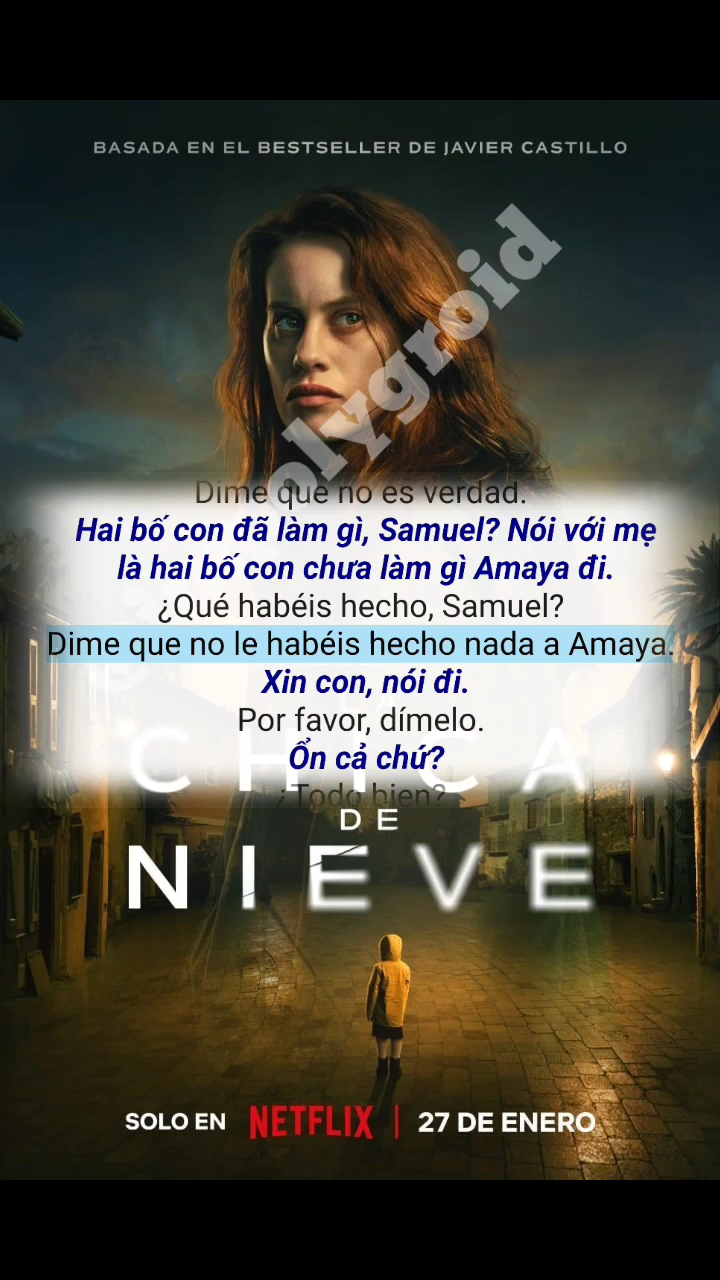 BASADA EN EL BESTSELLER DE JAVIER CASTILLO
olygroid
Dime que no es verdad.
Hai bố con đã làm gì, Samuel? Nói với mẹ
là hai bố con chưa làm gì Amaya đi.
¿Qué habéis hecho, Samuel?
Dime que no le habéis hecho nada a Amaya.
Xin con, nói đi.
Por favor, dímelo.
Ổn cả chứ?
¿Todo bien?
LA
CHICA
DE
NIEVE
SOLO EN NETFLIX | 27 DE ENERO